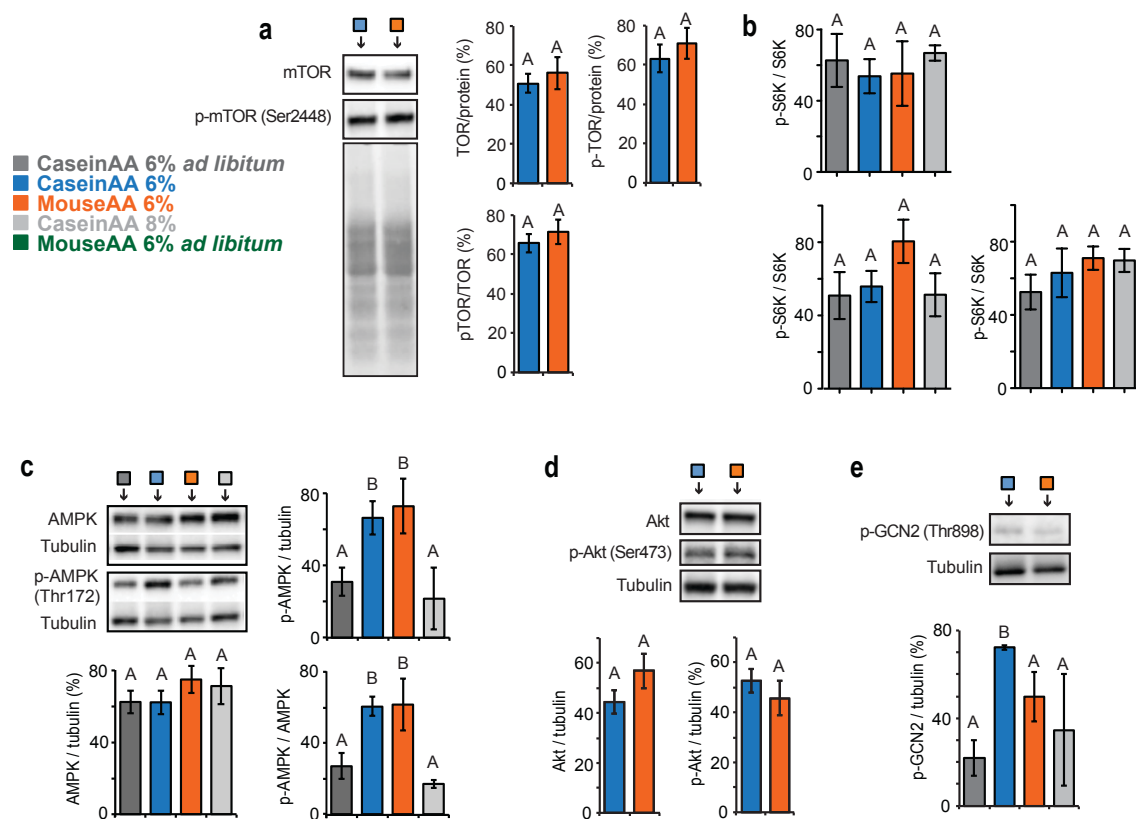 a
mTOR
p-mTOR (Ser2448)
CaseinAA 6% ad libitum
CaseinAA 6%
MouseAA 6%
CaseinAA 8%
MouseAA 6% ad libitum
TOR/protein (%)
80
60
40
20
0
A A
p-TOR/protein (%)
80
60
40
20
0
A A
pTOR/TOR (%)
80
60
40
20
0
A A
b
p-S6K / S6K
80
40
0
A A A A
p-S6K / S6K
80
40
0
A A A A
p-S6K / S6K
80
40
0
A A A A
c
AMPK
Tubulin
p-AMPK
(Thr172)
Tubulin
p-AMPK / tubulin
80
40
0
A B B A
AMPK / tubulin (%)
80
40
0
A A A A
p-AMPK / AMPK
80
40
0
A B B A
d
Akt
p-Akt (Ser473)
Tubulin
Akt / tubulin
80
60
40
20
0
A A
p-Akt / tubulin (%)
80
60
40
20
0
A A
e
p-GCN2 (Thr898)
Tubulin
p-GCN2 / tubulin (%)
80
40
0
A B A A